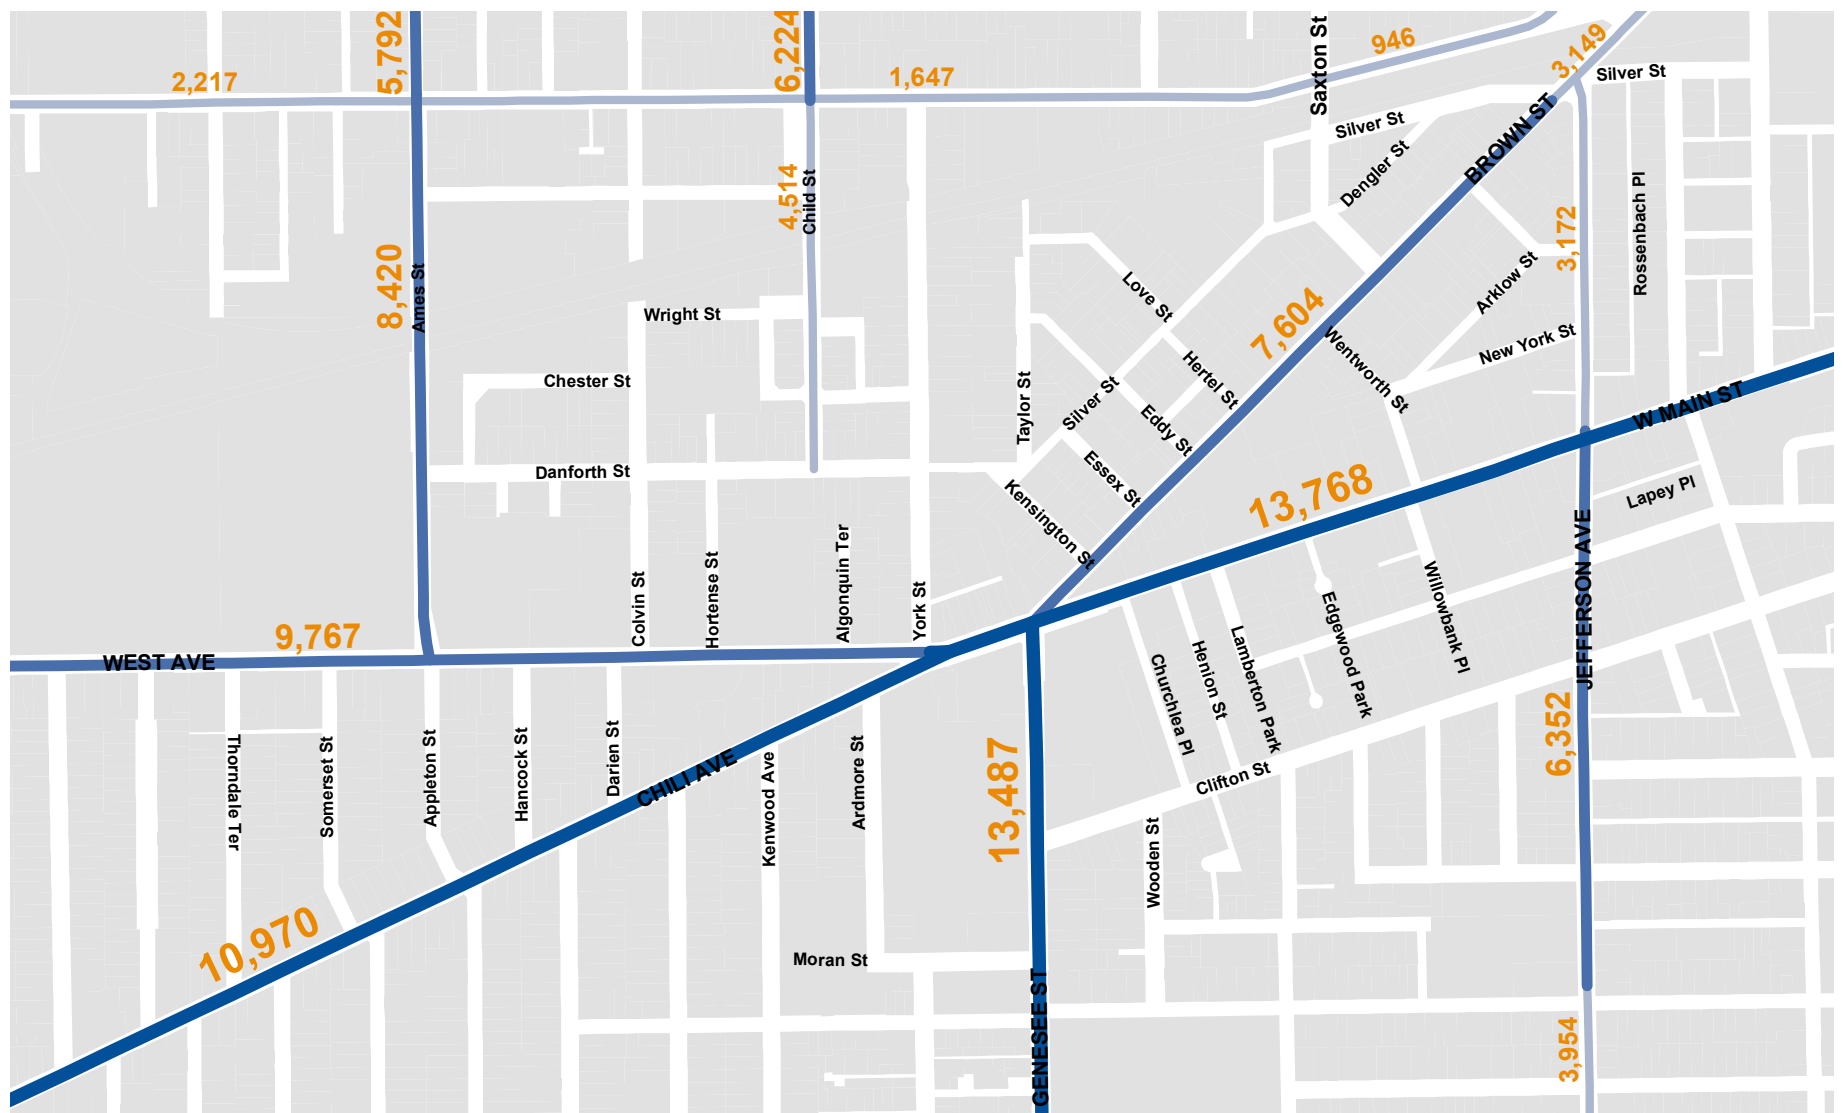 5,792
6,224
Saxton St
946
3,149
2,217
1,647
Silver St
Silver St
BROWN ST
Dengler St
4,514
Child St
3,172
Rossenbach Pl
8,420
Ames St
Love St
Arklow St
Wright St
7,604
New York St
Wentworth St
Chester St
Hertel St
Silver St
Taylor St
Eddy St
W MAIN ST
Danforth St
Essex St
Kensington St
13,768
Lapey Pl
JEFFERSON AVE
Colvin St
Hortense St
Algonquin Ter
York St
Willowbank Pl
Edgewood Park
9,767
WEST AVE
Churchlea Pl
Henion St
Lamberton Park
6,352
Thorndale Ter
Somerset St
Appleton St
Hancock St
Darien St
CHILI AVE
Kenwood Ave
Ardmore St
13,487
Clifton St
Wooden St
10,970
Moran St
GENESEE ST
3,954